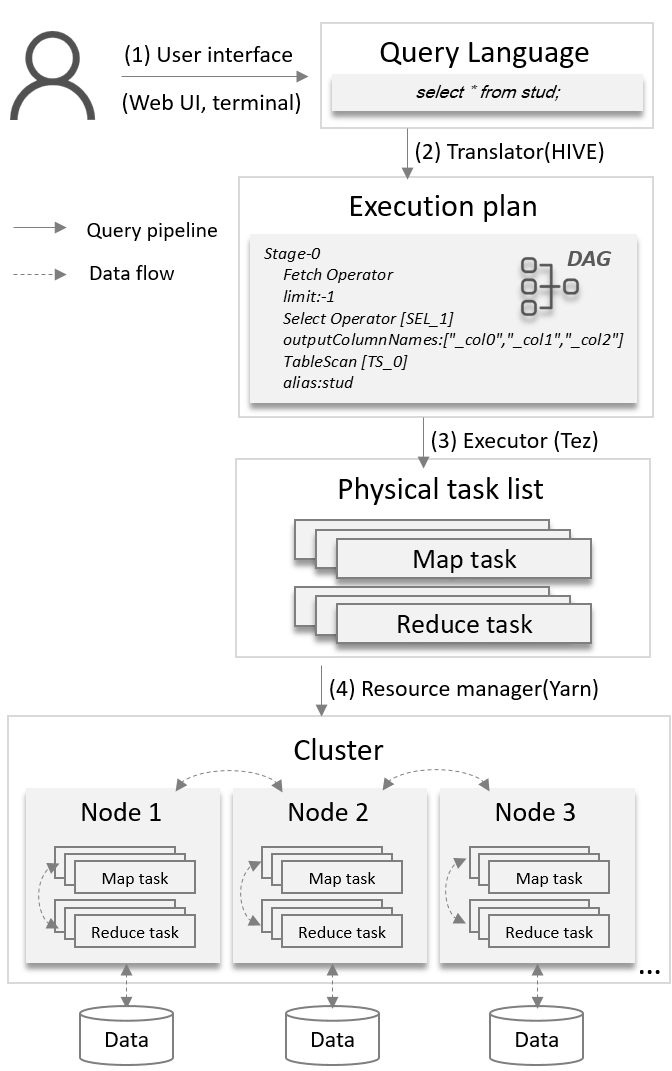 (1) User interface
(Web UI, terminal)
Query Language
select * from stud;
(2) Translator(HIVE)
Query pipeline
Data flow
Execution plan
Stage-0
Fetch Operator
limit:-1
Select Operator [SEL_1]
outputColumnNames:["_col0","_col1","_col2"]
TableScan [TS_0]
alias:stud
DAG
(3) Executor (Tez)
Physical task list
Map task
Reduce task
(4) Resource manager(Yarn)
Cluster
Node 1
Map task
Reduce task
Node 2
Map task
Reduce task
Node 3
Map task
Reduce task
...
Data
Data
Data